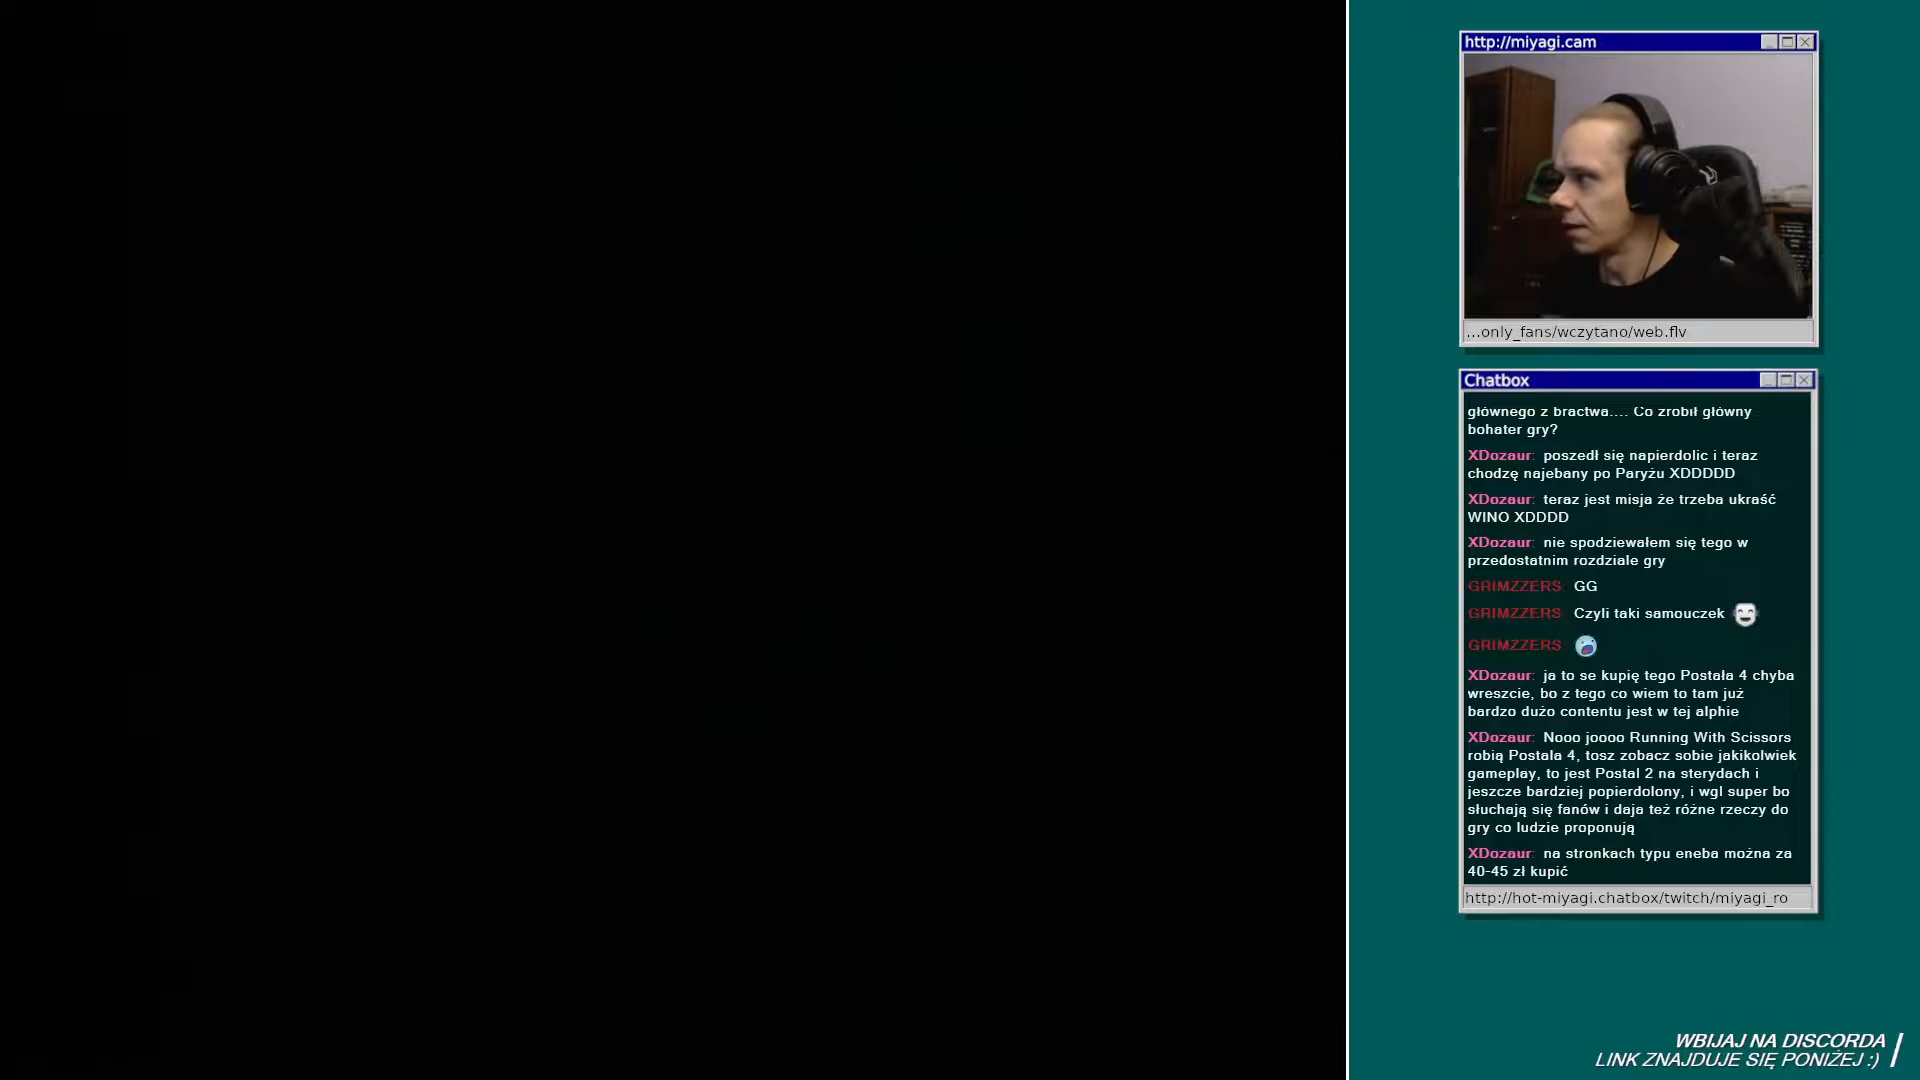 http://miyagi.cam
...only_fans/wczytano/web.flv
Chatbox
głównego z bractwa.... Co zrobił główny
bohater gry?
XDozaur: poszedł się napierdolic i teraz
chodzę najebany po Paryżu XDDDDD
XDozaur: teraz jest misja że trzeba ukraść
WINO XDDDD
XDozaur: nie spodziewałem się tego w
przedostatnim rozdziale gry
GRIMZZERS: GG
GRIMZZERS: Czyli taki samouczek
GRIMZZERS:
XDozaur: ja to se kupię tego Postala 4 chyba
wreszcie, bo z tego co wiem to tam już
bardzo dużo contentu jest w tej alphie
XDozaur: Nooo joooo Running With Scissors
robią Postala 4, tosz zobacz sobie jakikolwiek
gameplay, to jest Postal 2 na sterydach i
jeszcze bardziej popierdolony, i wgl super bo
słuchają się fanów i daja też różne rzeczy do
gry co ludzie proponują
XDozaur: na stronkach typu eneba można za
40-45 zł kupić
http://hot-miyagi.chatbox/twitch/miyagi_ro
WBIJAJ NA DISCORDA
LINK ZNAJDUJE SIĘ PONIŻEJ :)